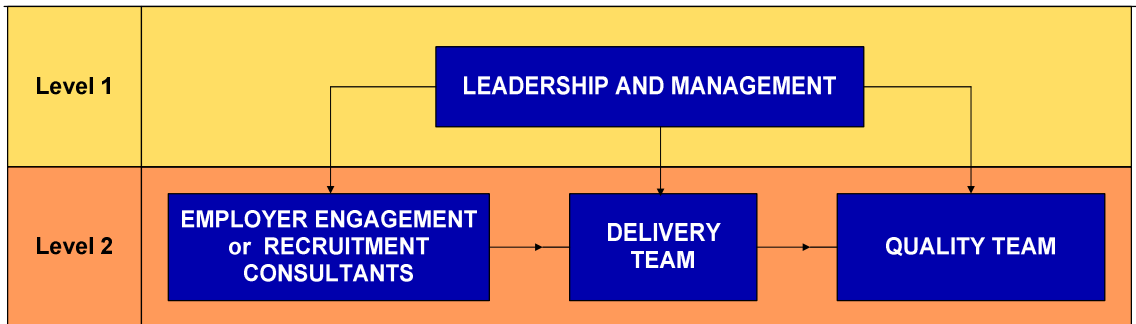 Level 1
LEADERSHIP AND MANAGEMENT
Level 2
EMPLOYER ENGAGEMENT
or RECRUITMENT
CONSULTANTS
DELIVERY
TEAM
QUALITY TEAM